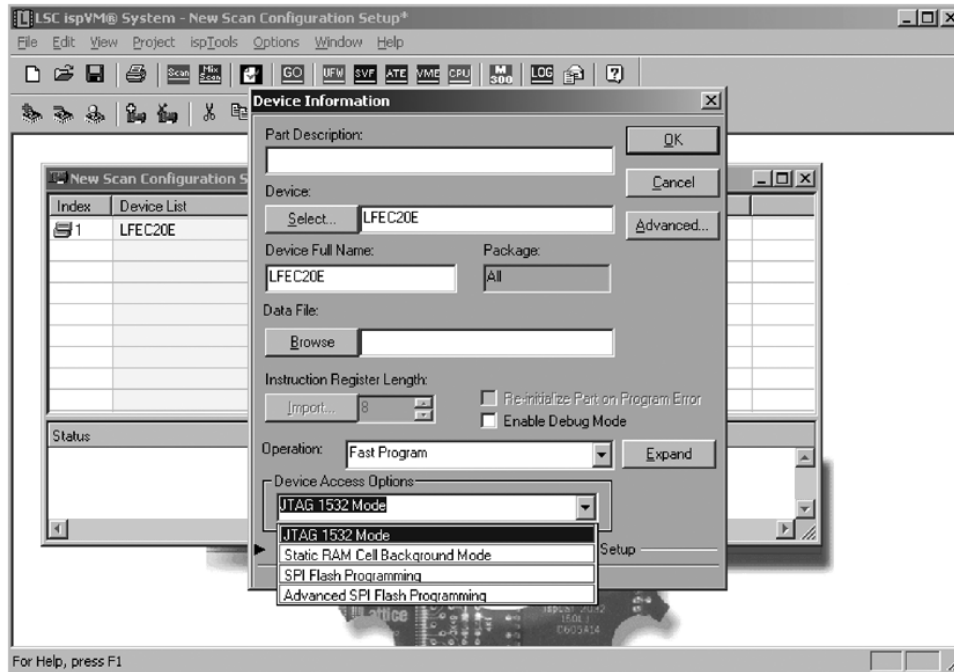 LSC ispVM® System - New Scan Configuration Setup*
File Edit View Project ispTools Options Window Help
Scan Mix Scan GO UFW SVF ATE VME CPU M 300 LOG
Device Information
Part Description:
OK
Cancel
Advanced...
New Scan Configuration S
Index Device List
1 LFEC20E
Device:
Select... LFEC20E
Device Full Name: Package:
LFEC20E All
Data File:
Browse
Instruction Register Length:
Import... 8
Re-initialize Part on Program Error
Enable Debug Mode
Status
Operation: Fast Program Expand
Device Access Options
JTAG 1532 Mode
JTAG 1532 Mode
Static RAM Cell Background Mode
SPI Flash Programming
Advanced SPI Flash Programming
Setup
Lattice
For Help, press F1